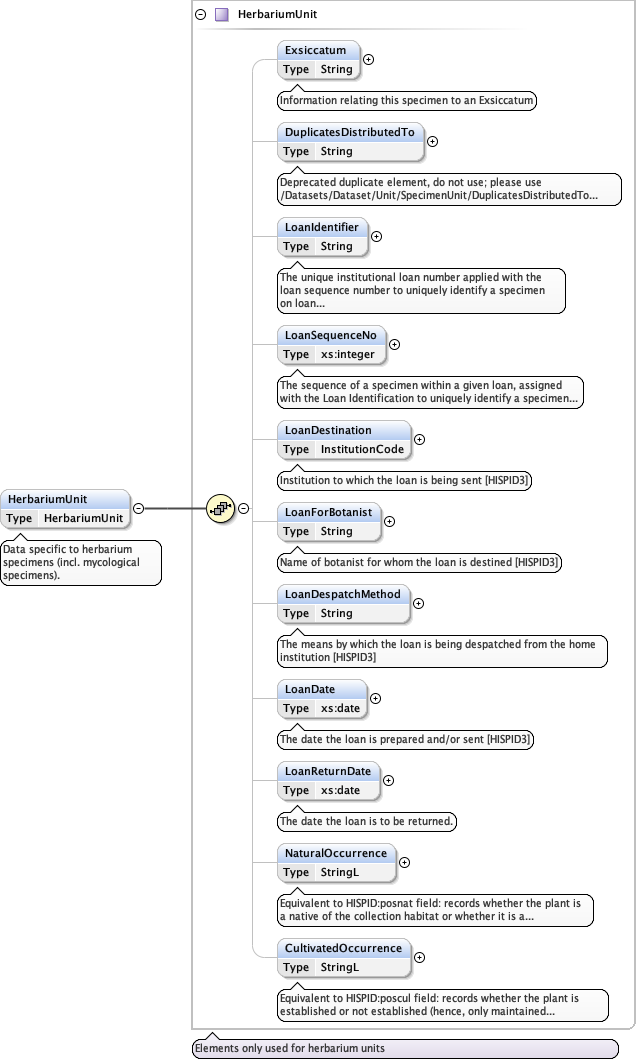 HerbariumUnit
Exsiccatum
Type String
Information relating this specimen to an Exsiccatum
DuplicatesDistributedTo
Type String
Deprecated duplicate element, do not use; please use
/Datasets/Dataset/Unit/SpecimenUnit/DuplicatesDistributedTo...
LoanIdentifier
Type String
The unique institutional loan number applied with the
loan sequence number to uniquely identify a specimen
on loan...
LoanSequenceNo
Type xs:integer
The sequence of a specimen within a given loan, assigned
with the Loan Identification to uniquely identify a specimen...
LoanDestination
Type InstitutionCode
Institution to which the loan is being sent [HISPID3]
HerbariumUnit
Type HerbariumUnit
Data specific to herbarium
specimens (incl. mycological
specimens).
LoanForBotanist
Type String
Name of botanist for whom the loan is destined [HISPID3]
LoanDespatchMethod
Type String
The means by which the loan is being despatched from the home
institution [HISPID3]
LoanDate
Type xs:date
The date the loan is prepared and/or sent [HISPID3]
LoanReturnDate
Type xs:date
The date the loan is to be returned.
NaturalOccurrence
Type StringL
Equivalent to HISPID:posnat field: records whether the plant is
a native of the collection habitat or whether it is a...
CultivatedOccurrence
Type StringL
Equivalent to HISPID:poscul field: records whether the plant is
established or not established (hence, only maintained...
Elements only used for herbarium units